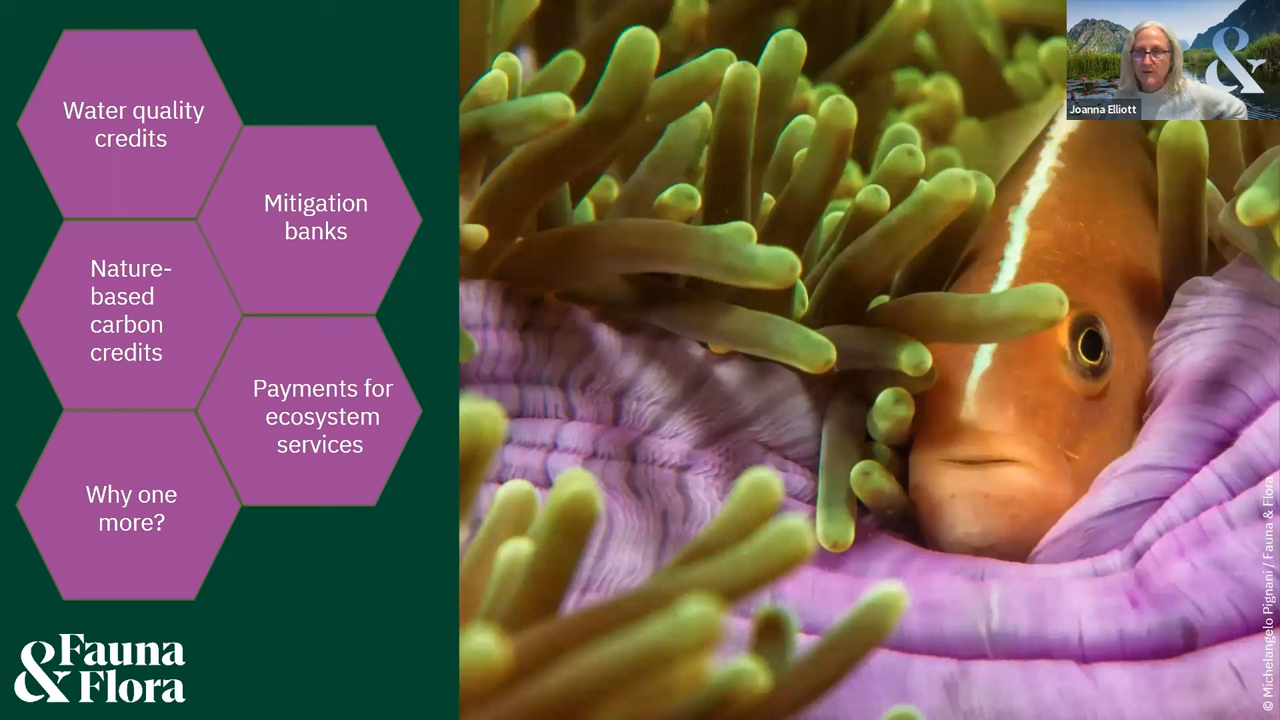 Water quality
credits
Mitigation
banks
Nature-
based
carbon
credits
Payments for
ecosystem
services
Why one
more?
Fauna
& Flora
Joanna Elliott
&
© Michelangelo Pignani / Fauna & Flora